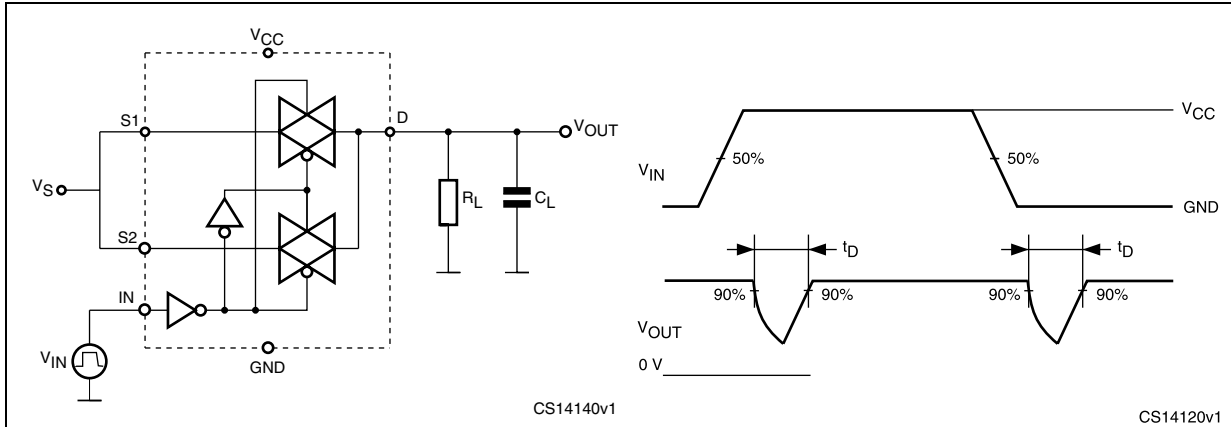 VCC
S1
D
VOUT
VS
RL
CL
S2
IN
VIN
GND
CS14140v1
VCC
50%
50%
VIN
GND
tD
tD
90%
90%
90%
90%
VOUT
0 V
CS14120v1